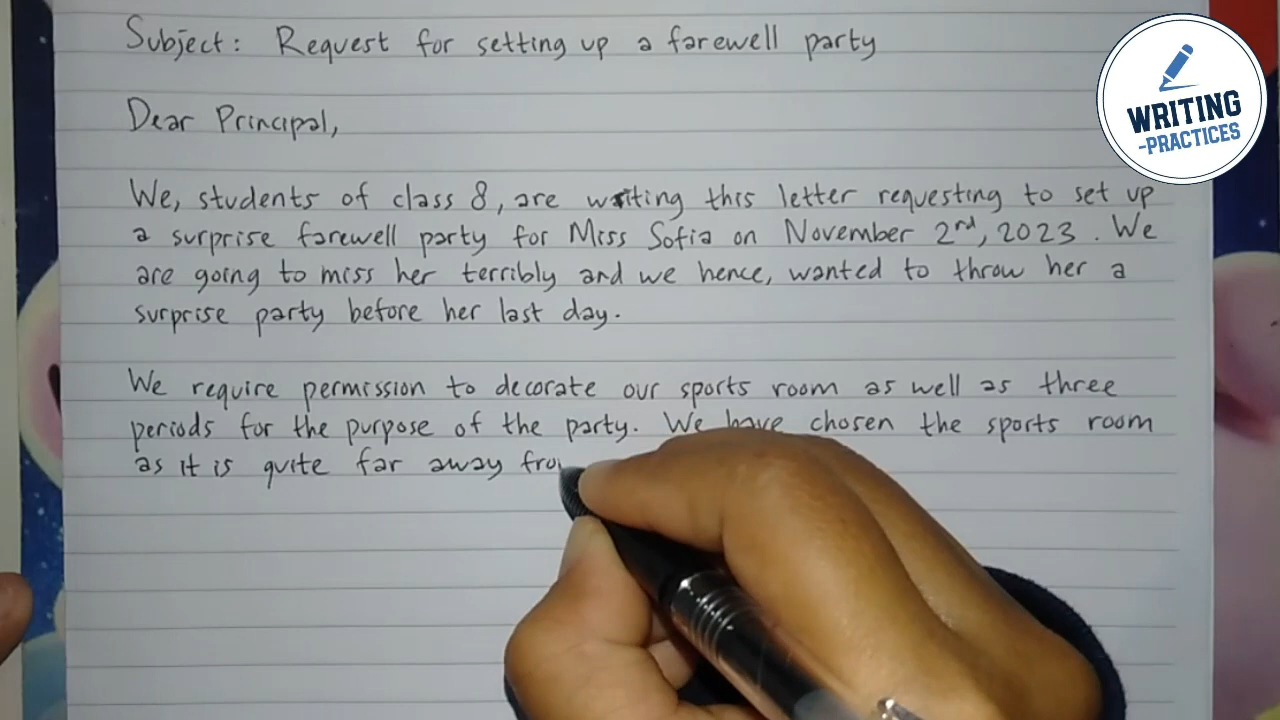 Subject: Request for setting up a farewell party
WRITING
-PRACTICES
Dear Principal,
We, students of class 8, are writing this letter requesting to set up
a surprise farewell party for Miss Sofia on November 2nd, 2023. We
are going to miss her terribly and we hence, wanted to throw her a
surprise party before her last day.
We require permission to decorate our sports room as well as three
periods for the purpose of the party. We have chosen the sports room
as it is quite far away fro